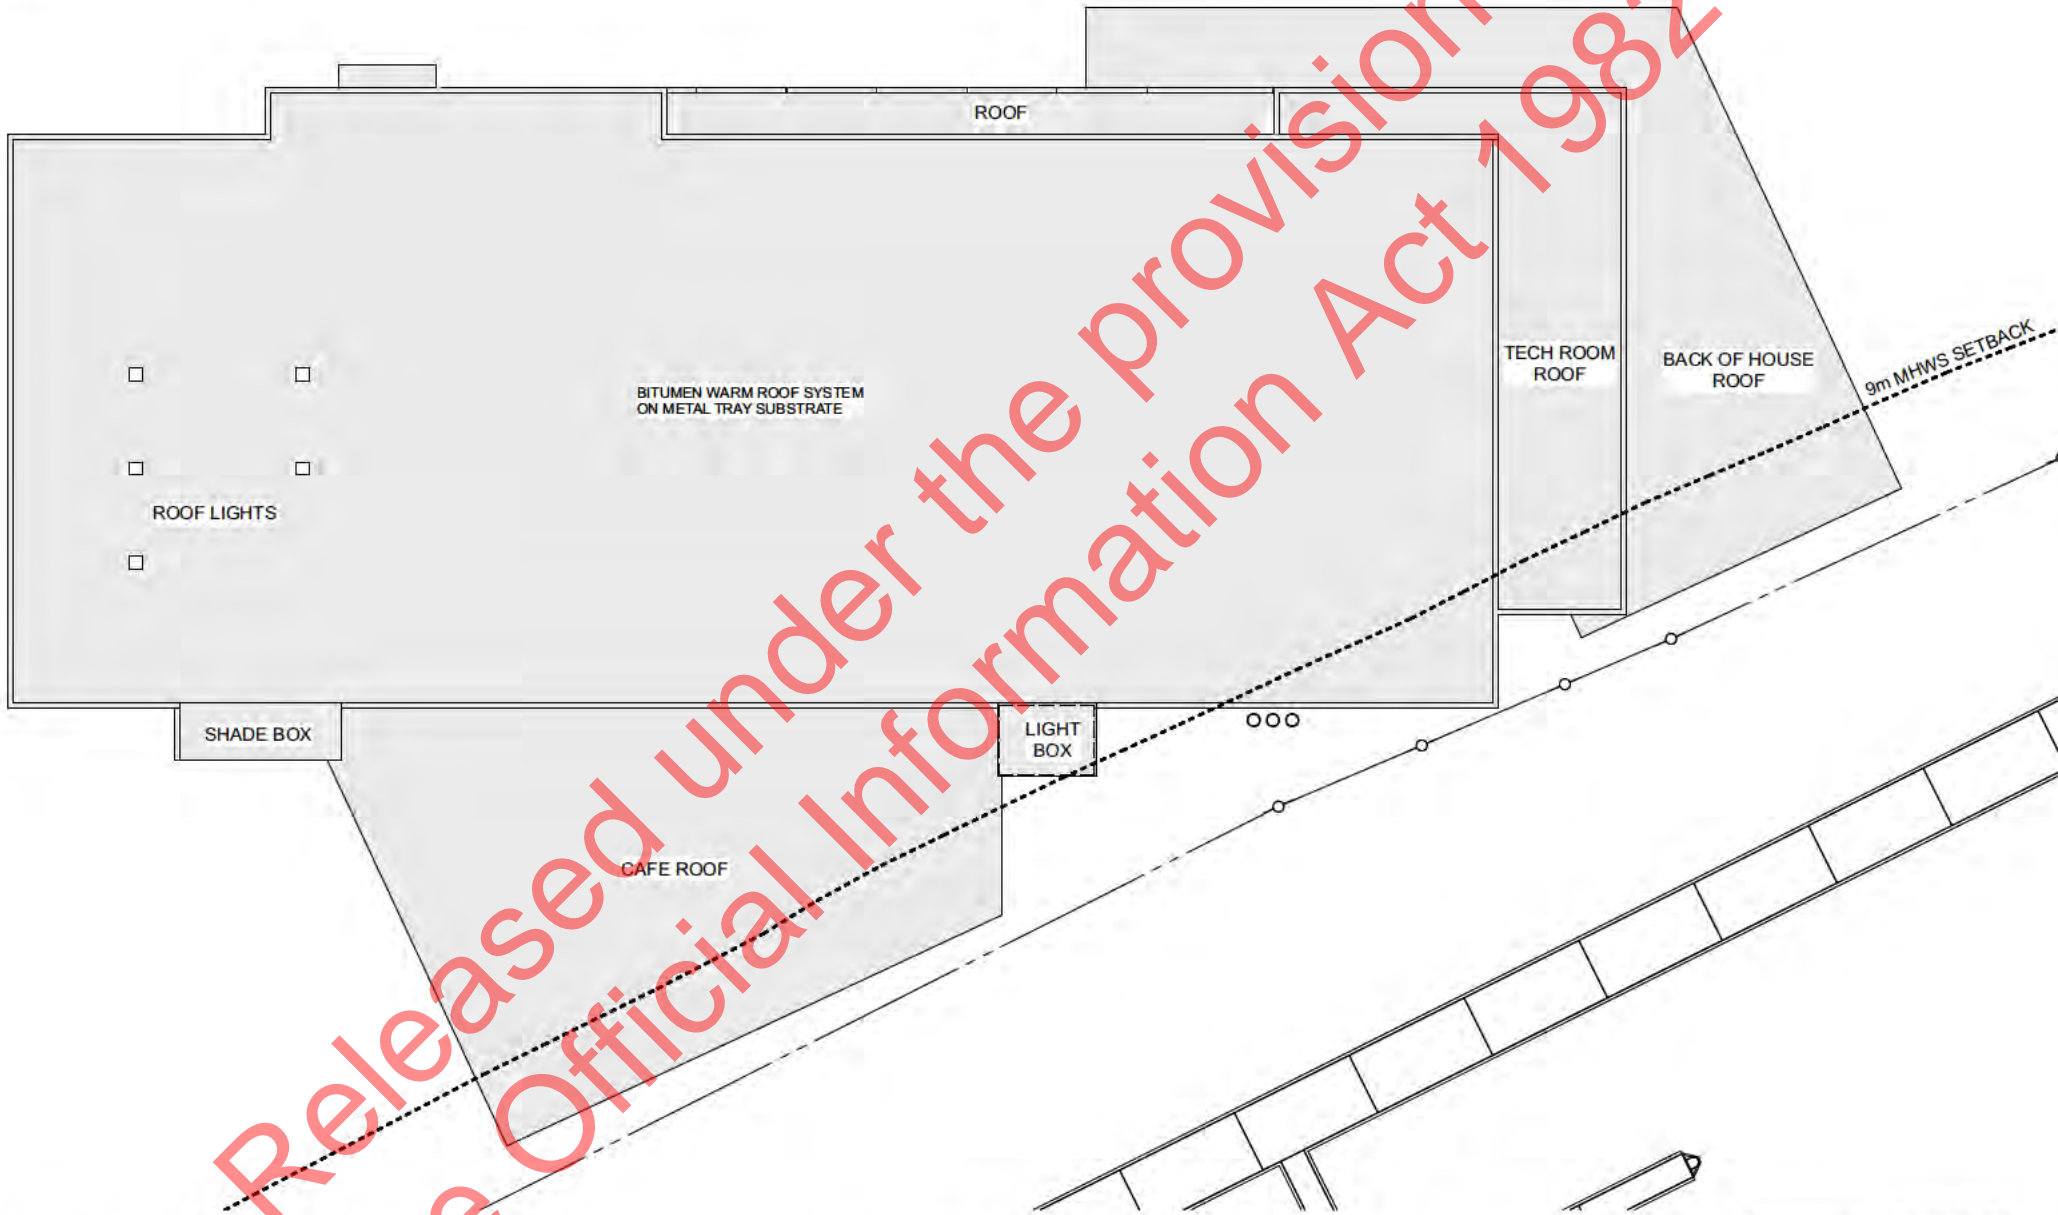 ROOF
BITUMEN WARM ROOF SYSTEM
ON METAL TRAY SUBSTRATE
TECH ROOM
ROOF
BACK OF HOUSE
ROOF
9m MHWS SETBACK
ROOF LIGHTS
SHADE BOX
LIGHT
BOX
CAFE ROOF
Released under the provision
Official Information Act 1982